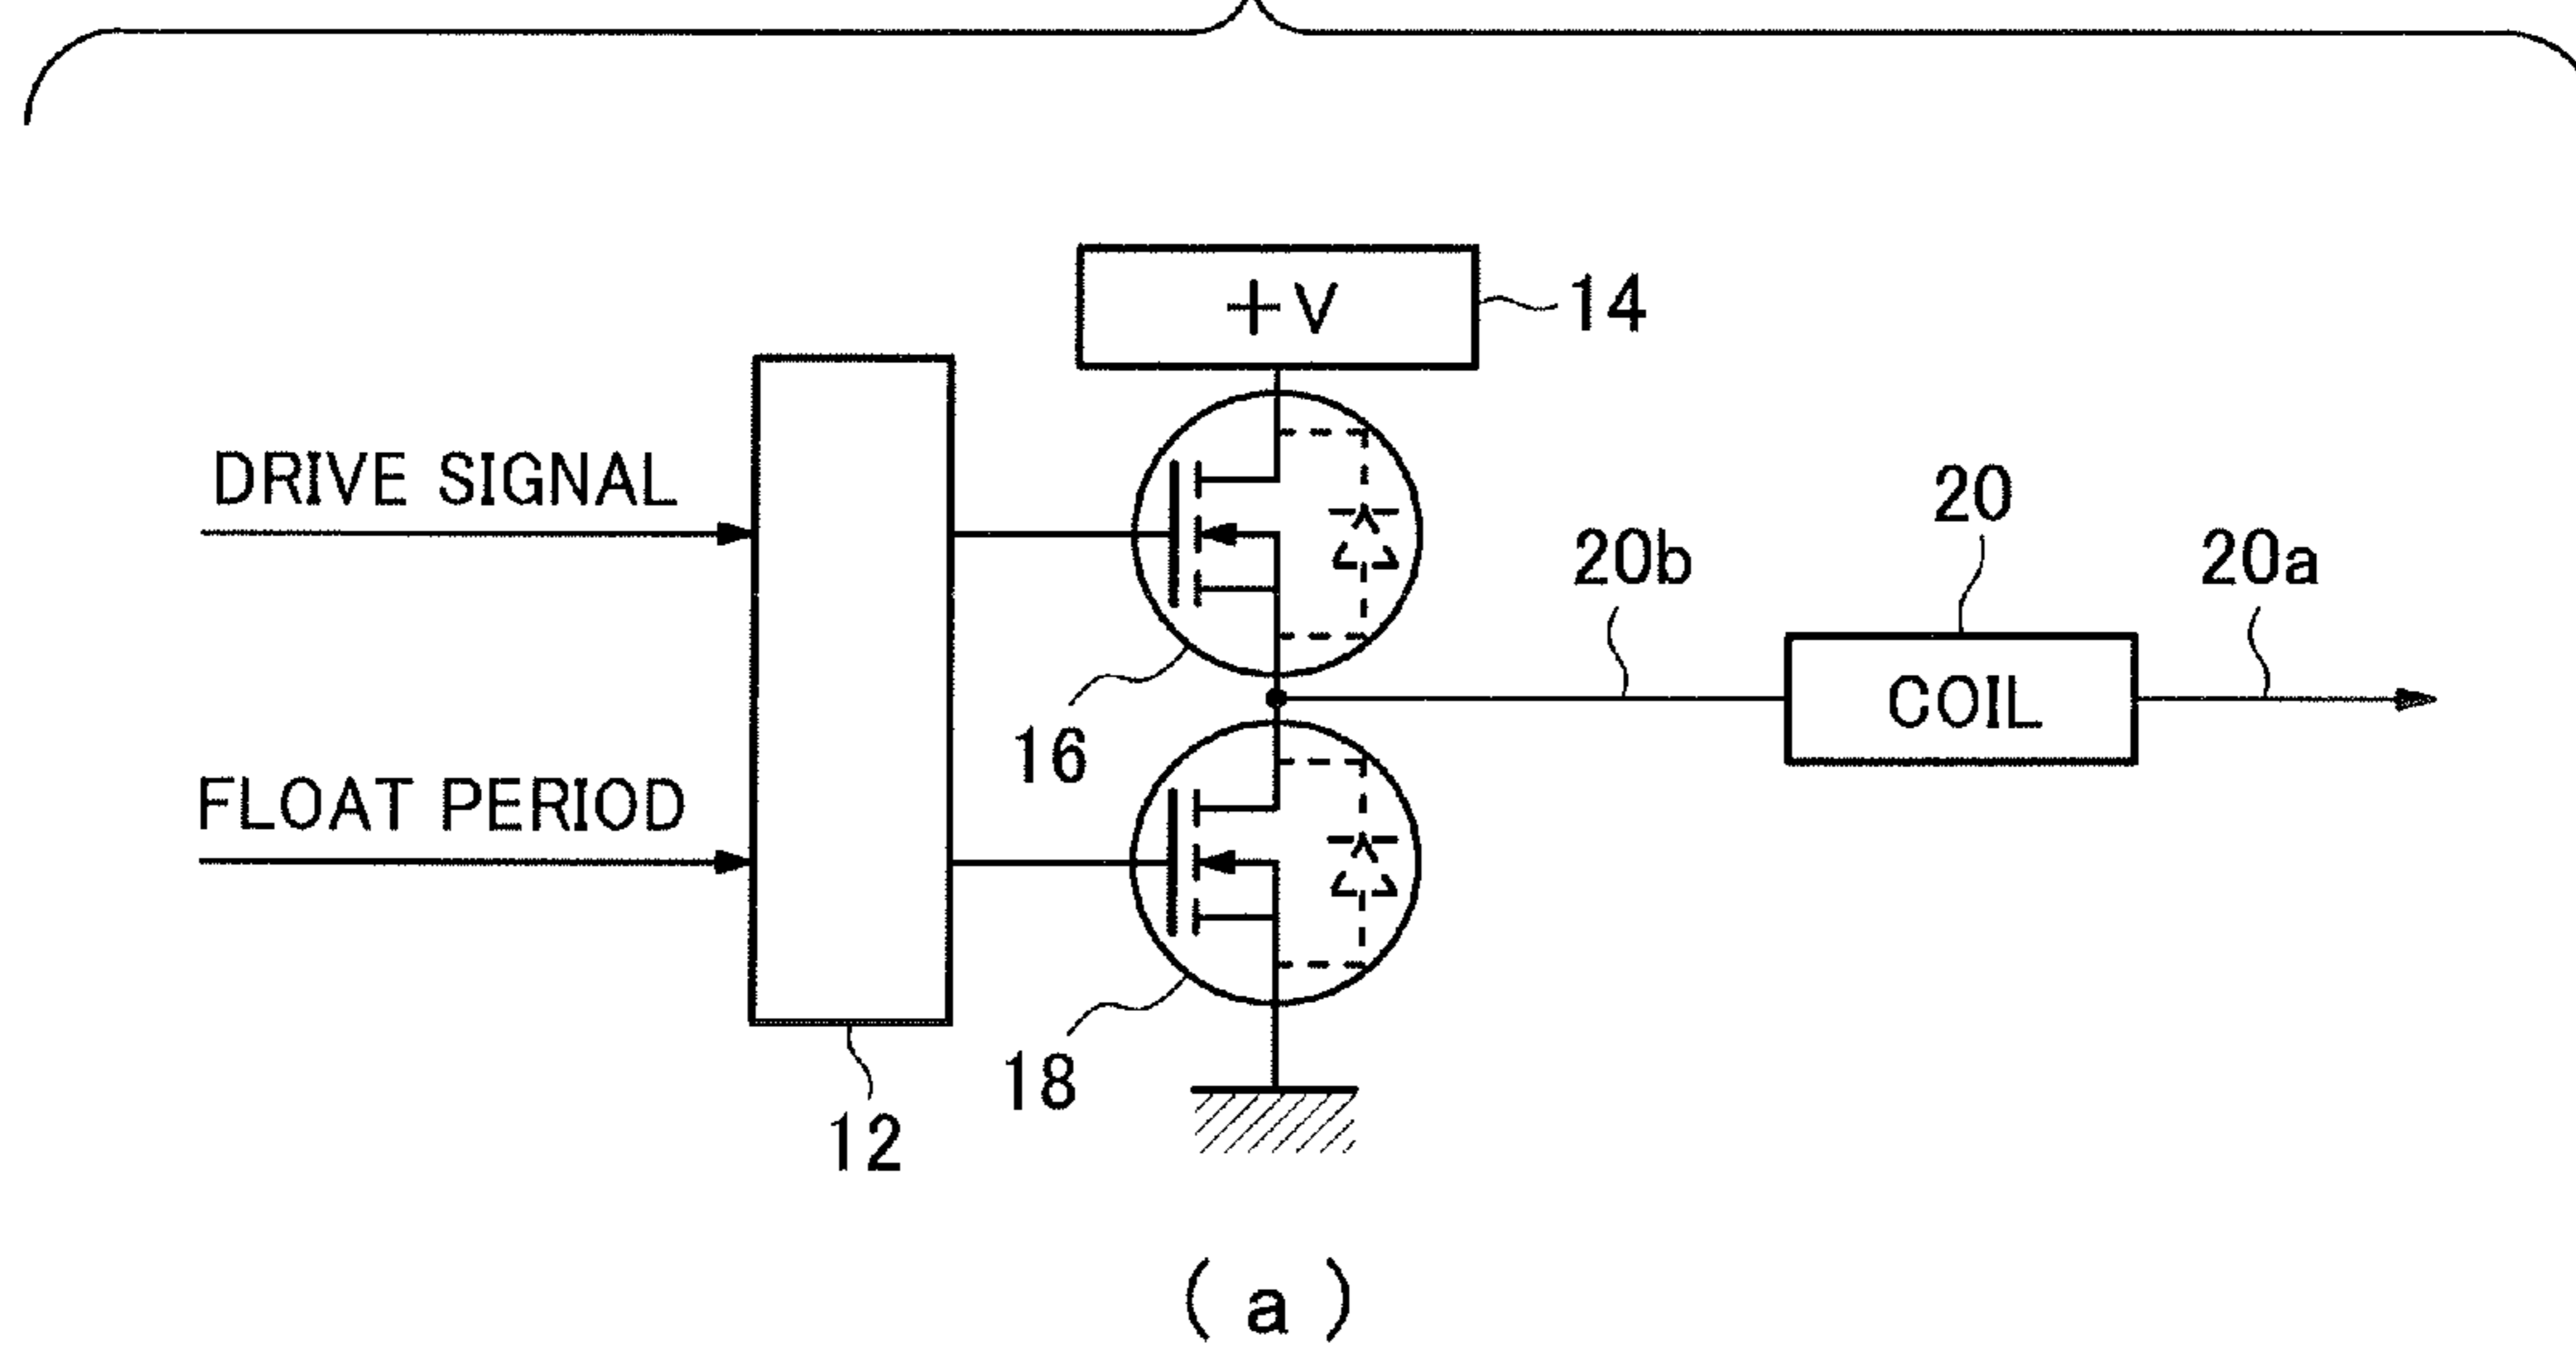 +V
14
DRIVE SIGNAL
20
20b
20a
COIL
16
FLOAT PERIOD
18
12
(a)